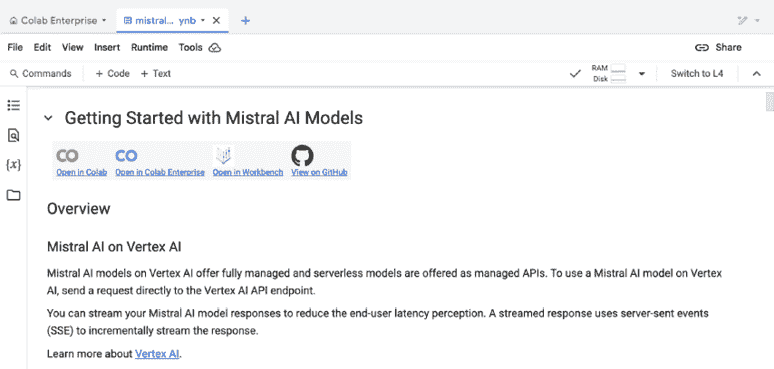 Colab Enterprise
mistral... ynb
File Edit View Insert Runtime Tools
Share
Commands + Code + Text
RAM
Disk
Switch to L4
Getting Started with Mistral AI Models
{x}
CO CO
Open in Colab Open in Colab Enterprise Open in Workbench View on GitHub
Overview
Mistral AI on Vertex AI
Mistral AI models on Vertex AI offer fully managed and serverless models are offered as managed APIs. To use a Mistral AI model on Vertex
AI, send a request directly to the Vertex AI API endpoint.
You can stream your Mistral AI model responses to reduce the end-user latency perception. A streamed response uses server-sent events
(SSE) to incrementally stream the response.
Learn more about Vertex AI.